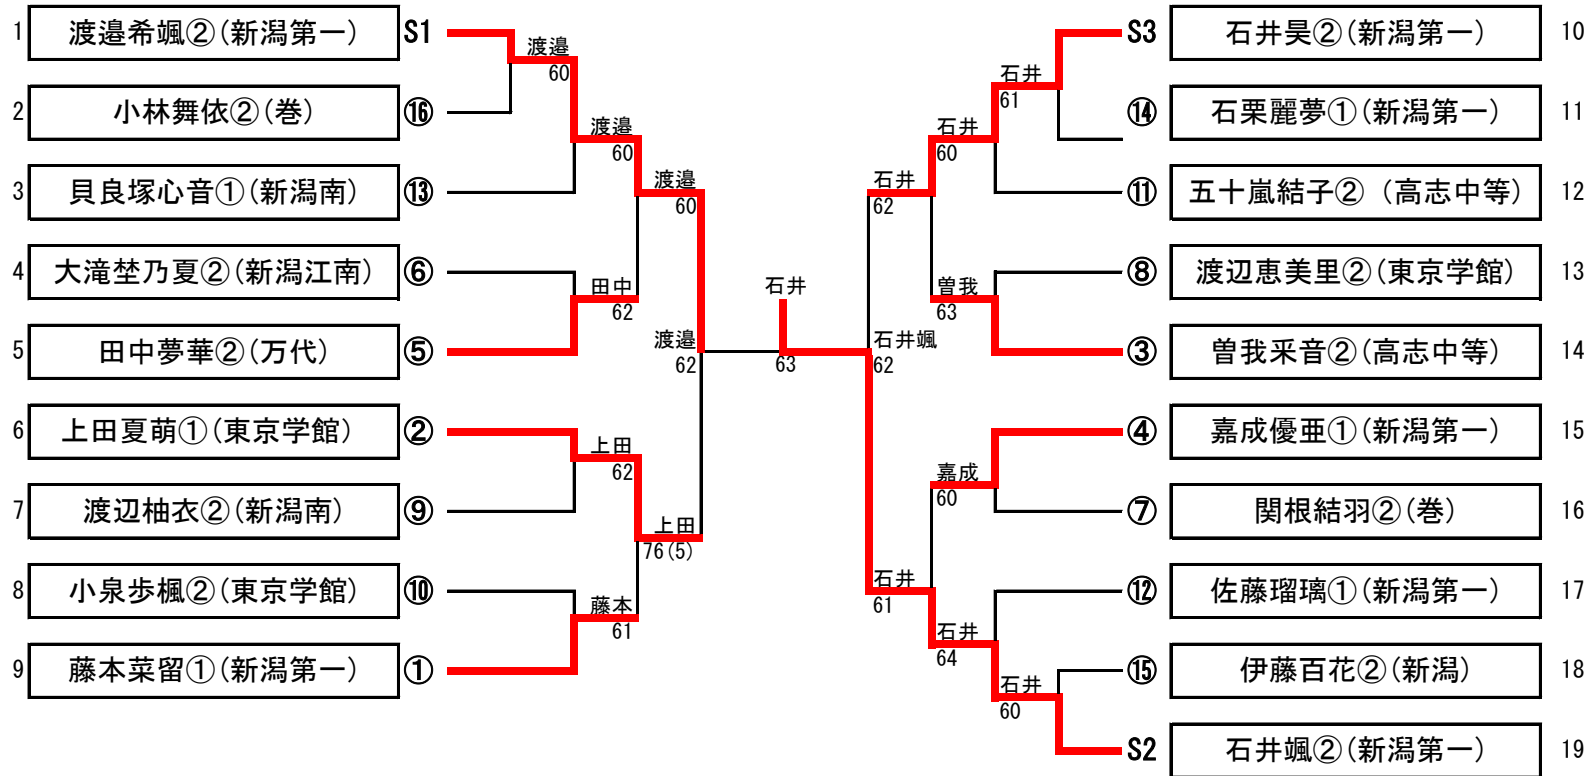 1 渡邉希颯②(新潟第一) S1
2 小林舞依②(巻) ⑯
3 貝良塚心音①(新潟南) ⑬
4 大滝埜乃夏②(新潟江南) ⑥
5 田中夢華②(万代) ⑤
6 上田夏萌①(東京学館) ②
7 渡辺柚衣②(新潟南) ⑨
8 小泉歩楓②(東京学館) ⑩
9 藤本菜留①(新潟第一) ①
渡邉
60
渡邉
60
田中
62
上田
62
藤本
61
渡邉
60
上田
76(5)
渡邉
62
石井
63
石井颯
62
石井
62
石井
61
石井
60
曽我
63
嘉成
60
石井
64
石井
61
石井
60
S3 石井昊②(新潟第一) 10
⑭ 石栗麗夢①(新潟第一) 11
⑪ 五十嵐結子② (高志中等) 12
⑧ 渡辺恵美里②(東京学館) 13
③ 曽我采音②(高志中等) 14
④ 嘉成優亜①(新潟第一) 15
⑦ 関根結羽②(巻) 16
⑫ 佐藤瑠璃①(新潟第一) 17
⑮ 伊藤百花②(新潟) 18
S2 石井颯②(新潟第一) 19